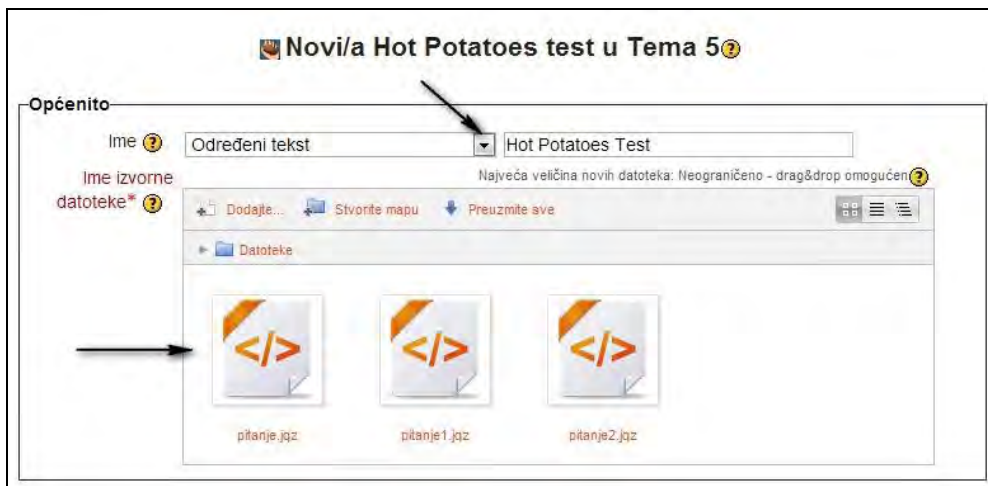 Novi/a Hot Potatoes test u Tema 5
Općenito
Ime Određeni tekst Hot Potatoes Test
Najveća veličina novih datoteka: Neograničeno - drag&drop omogućen
Ime izvorne
datoteke*
Dodajte... Stvorite mapu Preuzmite sve
Datoteke
</> </> </>
pitanje.jqz pitanje1.jqz pitanje2.jqz